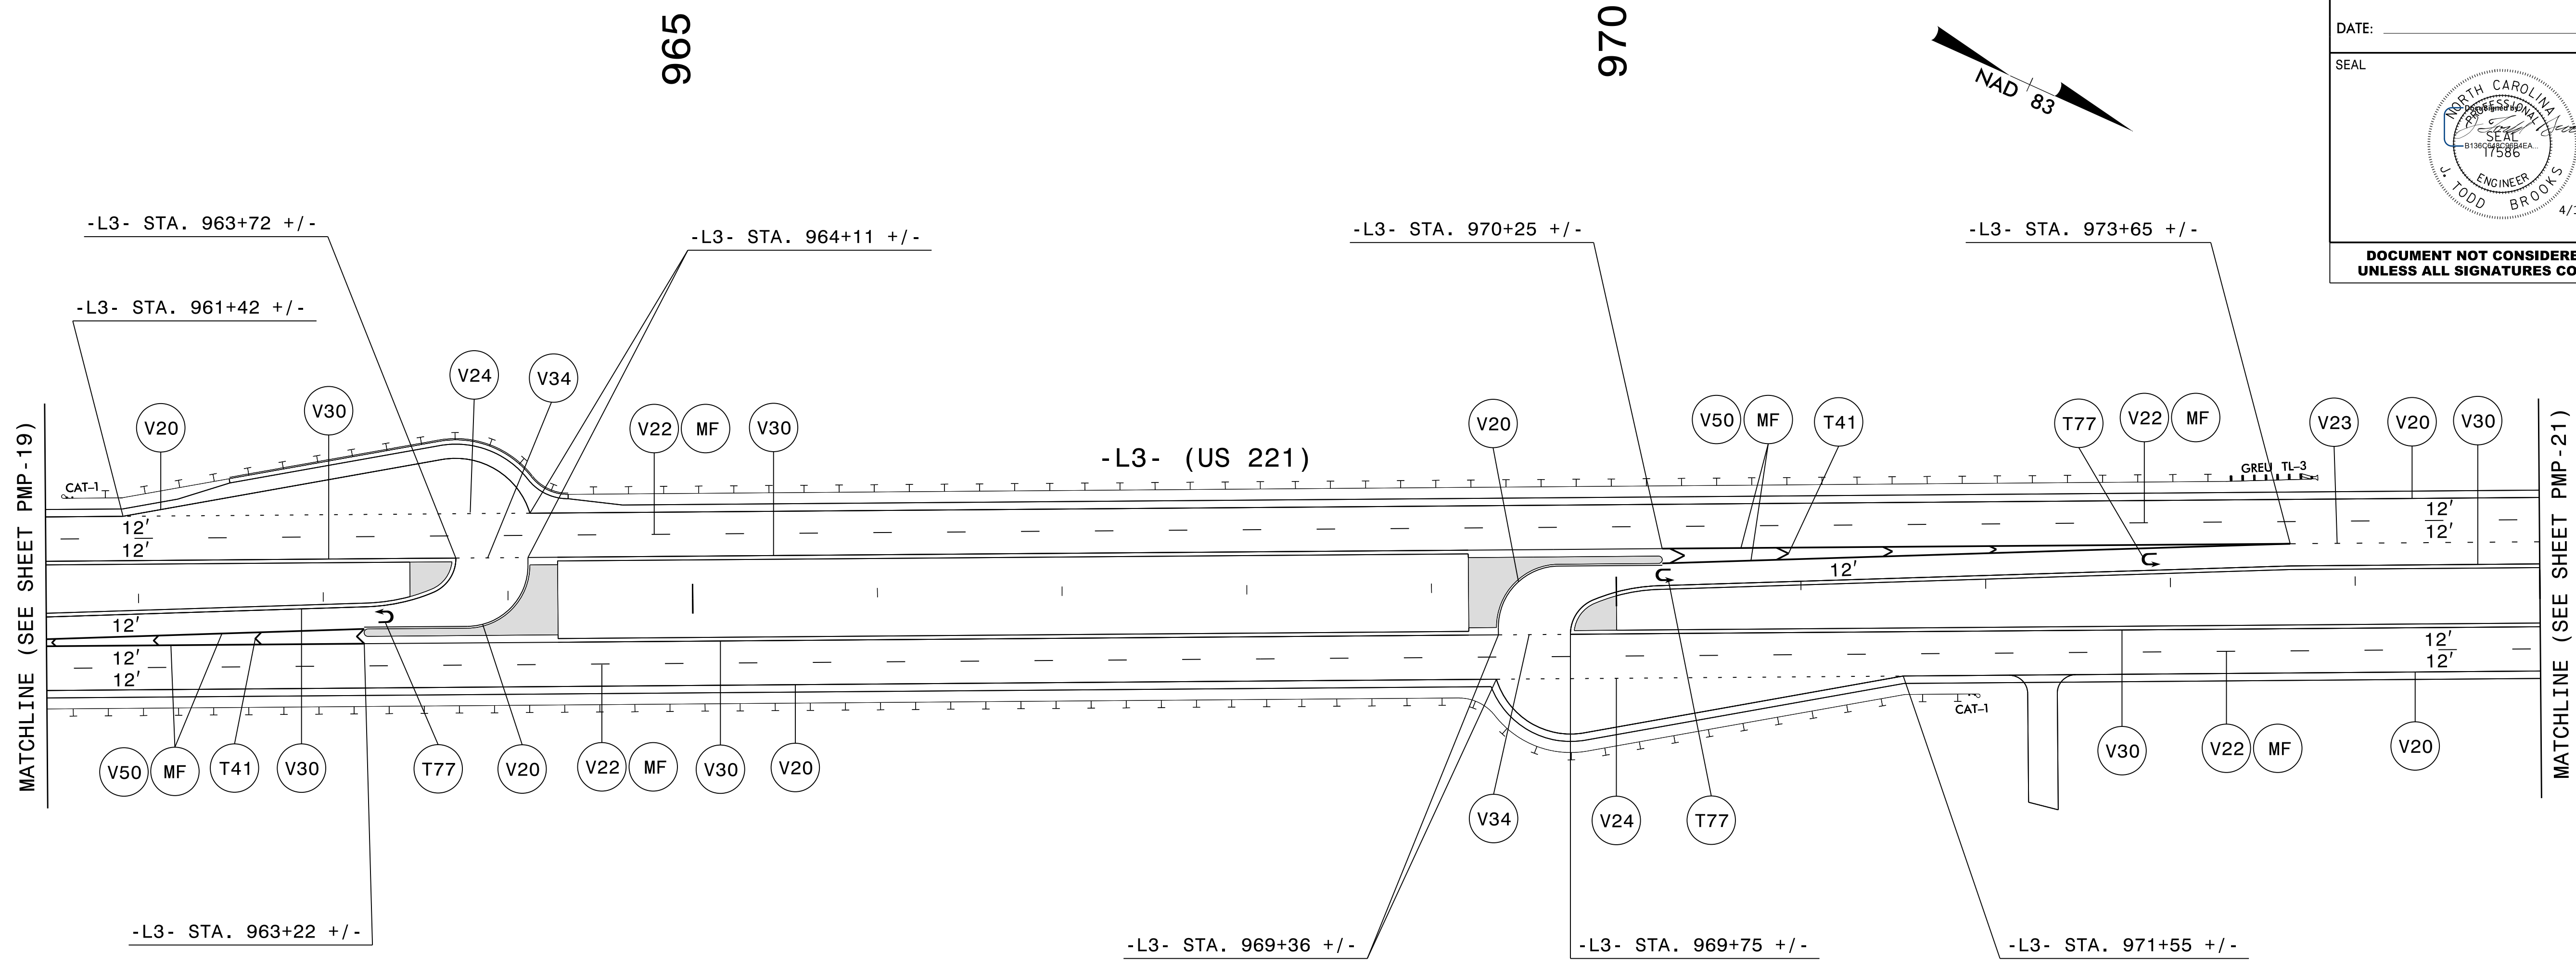 965
970
NAD 83
DATE:
SEAL
NORTH CAROLINA
PROFESSIONAL
DocuSigned by:
SEAL
B136C648C96B4EA...
17586
ENGINEER
J. TODD BROOKS
DOCUMENT NOT CONSIDERE
UNLESS ALL SIGNATURES CO
-L3- STA. 963+72 +/-
-L3- STA. 964+11 +/-
-L3- STA. 970+25 +/-
-L3- STA. 973+65 +/-
-L3- STA. 961+42 +/-
V20
V30
V24
V34
V22
MF
V30
-L3- (US 221)
V20
V50
MF
T41
T77
V22
MF
V23
V20
V30
CAT-1
GREU TL-3
MATCHLINE (SEE SHEET PMP-19)
MATCHLINE (SEE SHEET PMP-21)
12'
12'
12'
12'
12'
12'
12'
12'
12'
12'
CAT-1
V50
MF
T41
V30
T77
V20
V22
MF
V30
V20
V34
V24
T77
V30
V22
MF
V20
-L3- STA. 963+22 +/-
-L3- STA. 969+36 +/-
-L3- STA. 969+75 +/-
-L3- STA. 971+55 +/-